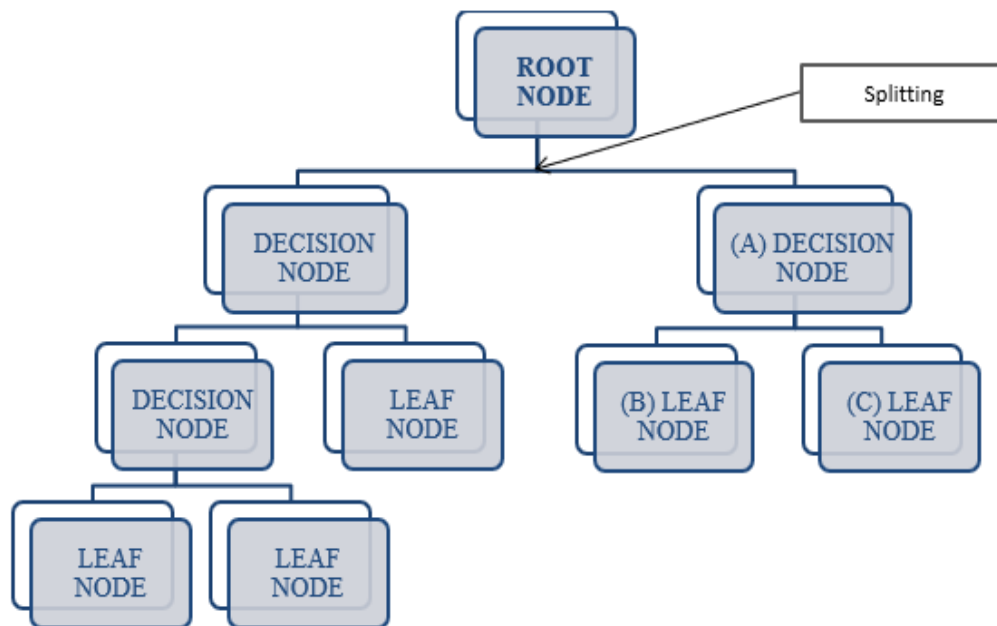 ROOT
NODE
Splitting
DECISION
NODE
(A) DECISION
NODE
DECISION
NODE
LEAF
NODE
(B) LEAF
NODE
(C) LEAF
NODE
LEAF
NODE
LEAF
NODE